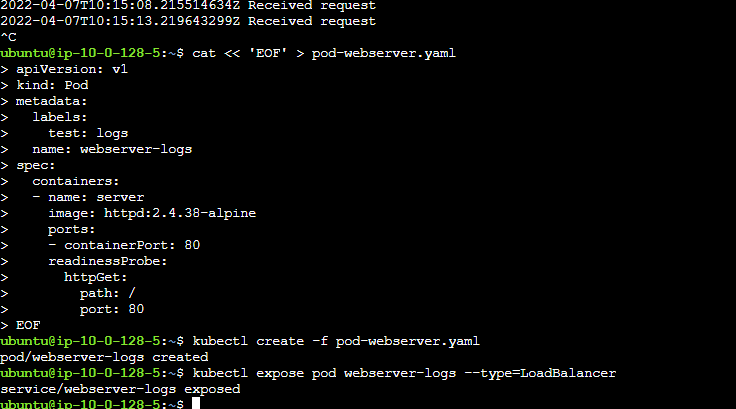 2022-04-07T10:15:08.215514634Z Received request
2022-04-07T10:15:13.219643299Z Received request
^C
ubuntu@ip-10-0-128-5:~$ cat << 'EOF' > pod-webserver.yaml
> apiVersion: v1
> kind: Pod
> metadata:
>   labels:
>     test: logs
>   name: webserver-logs
> spec:
>   containers:
>   - name: server
>     image: httpd:2.4.38-alpine
>     ports:
>     - containerPort: 80
>     readinessProbe:
>       httpGet:
>         path: /
>         port: 80
> EOF
ubuntu@ip-10-0-128-5:~$ kubectl create -f pod-webserver.yaml
pod/webserver-logs created
ubuntu@ip-10-0-128-5:~$ kubectl expose pod webserver-logs --type=LoadBalancer
service/webserver-logs exposed
ubuntu@ip-10-0-128-5:~$